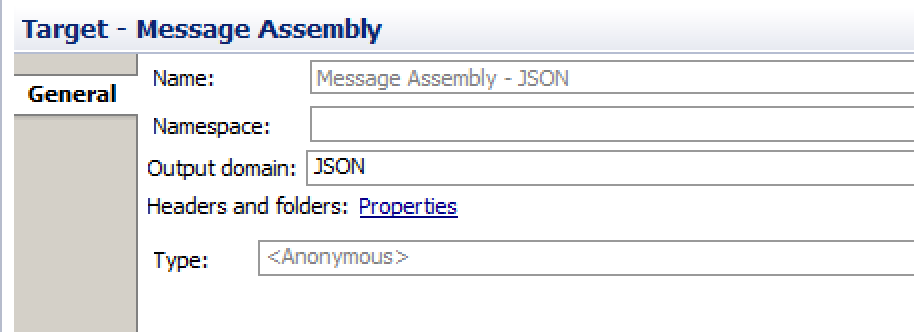 Target - Message Assembly
General
Name: Message Assembly - JSON
Namespace:
Output domain: JSON
Headers and folders: Properties
Type: <Anonymous>